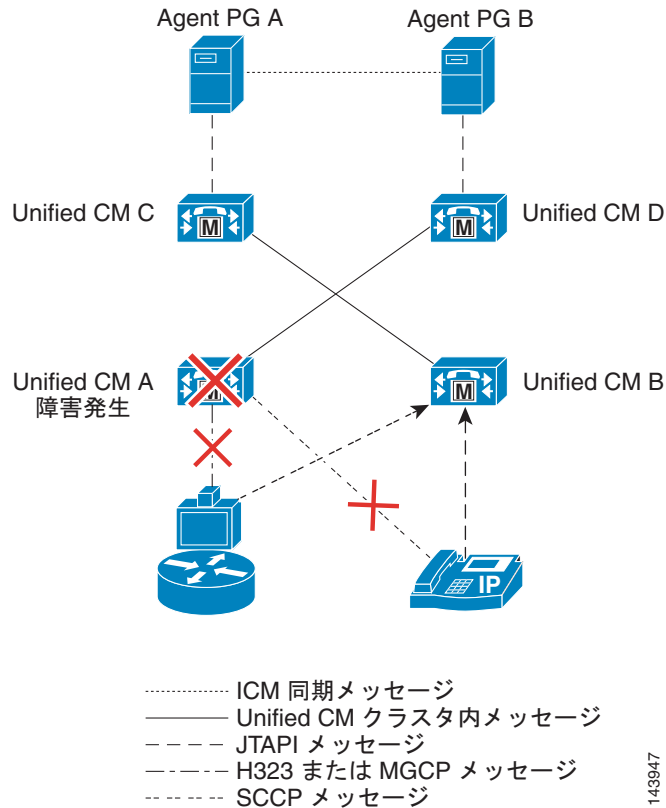 Agent PG A
Agent PG B
Unified CM C
M
M
Unified CM D
Unified CM A
障害発生
M
M
Unified CM B
IP
ICM 同期メッセージ
Unified CM クラスタ内メッセージ
JTAPI メッセージ
H323 または MGCP メッセージ
SCCP メッセージ
143947